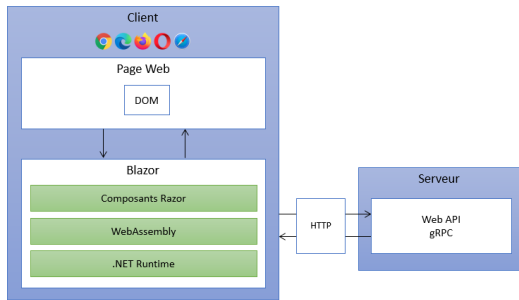 Client
Page Web
DOM
Blazor
Composants Razor
WebAssembly
.NET Runtime
HTTP
Serveur
Web API
gRPC